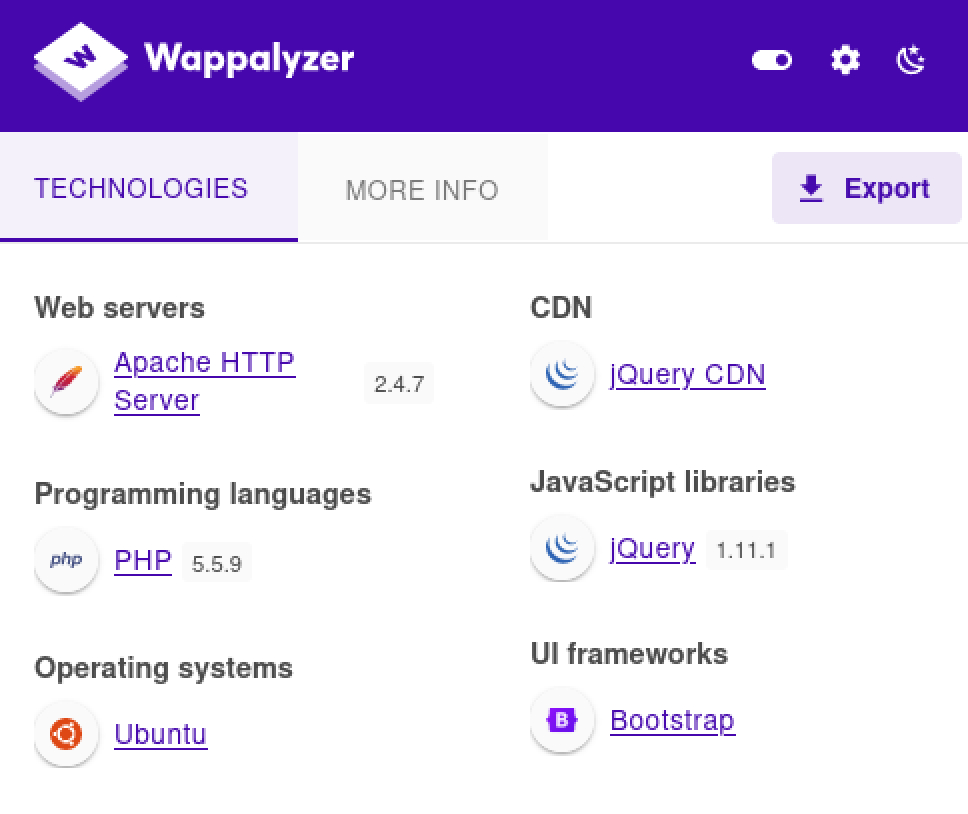 Wappalyzer
TECHNOLOGIES
MORE INFO
Export
Web servers
Apache HTTP
Server
2.4.7
Programming languages
php
PHP 5.5.9
Operating systems
Ubuntu
CDN
jQuery CDN
JavaScript libraries
jQuery 1.11.1
UI frameworks
B
Bootstrap